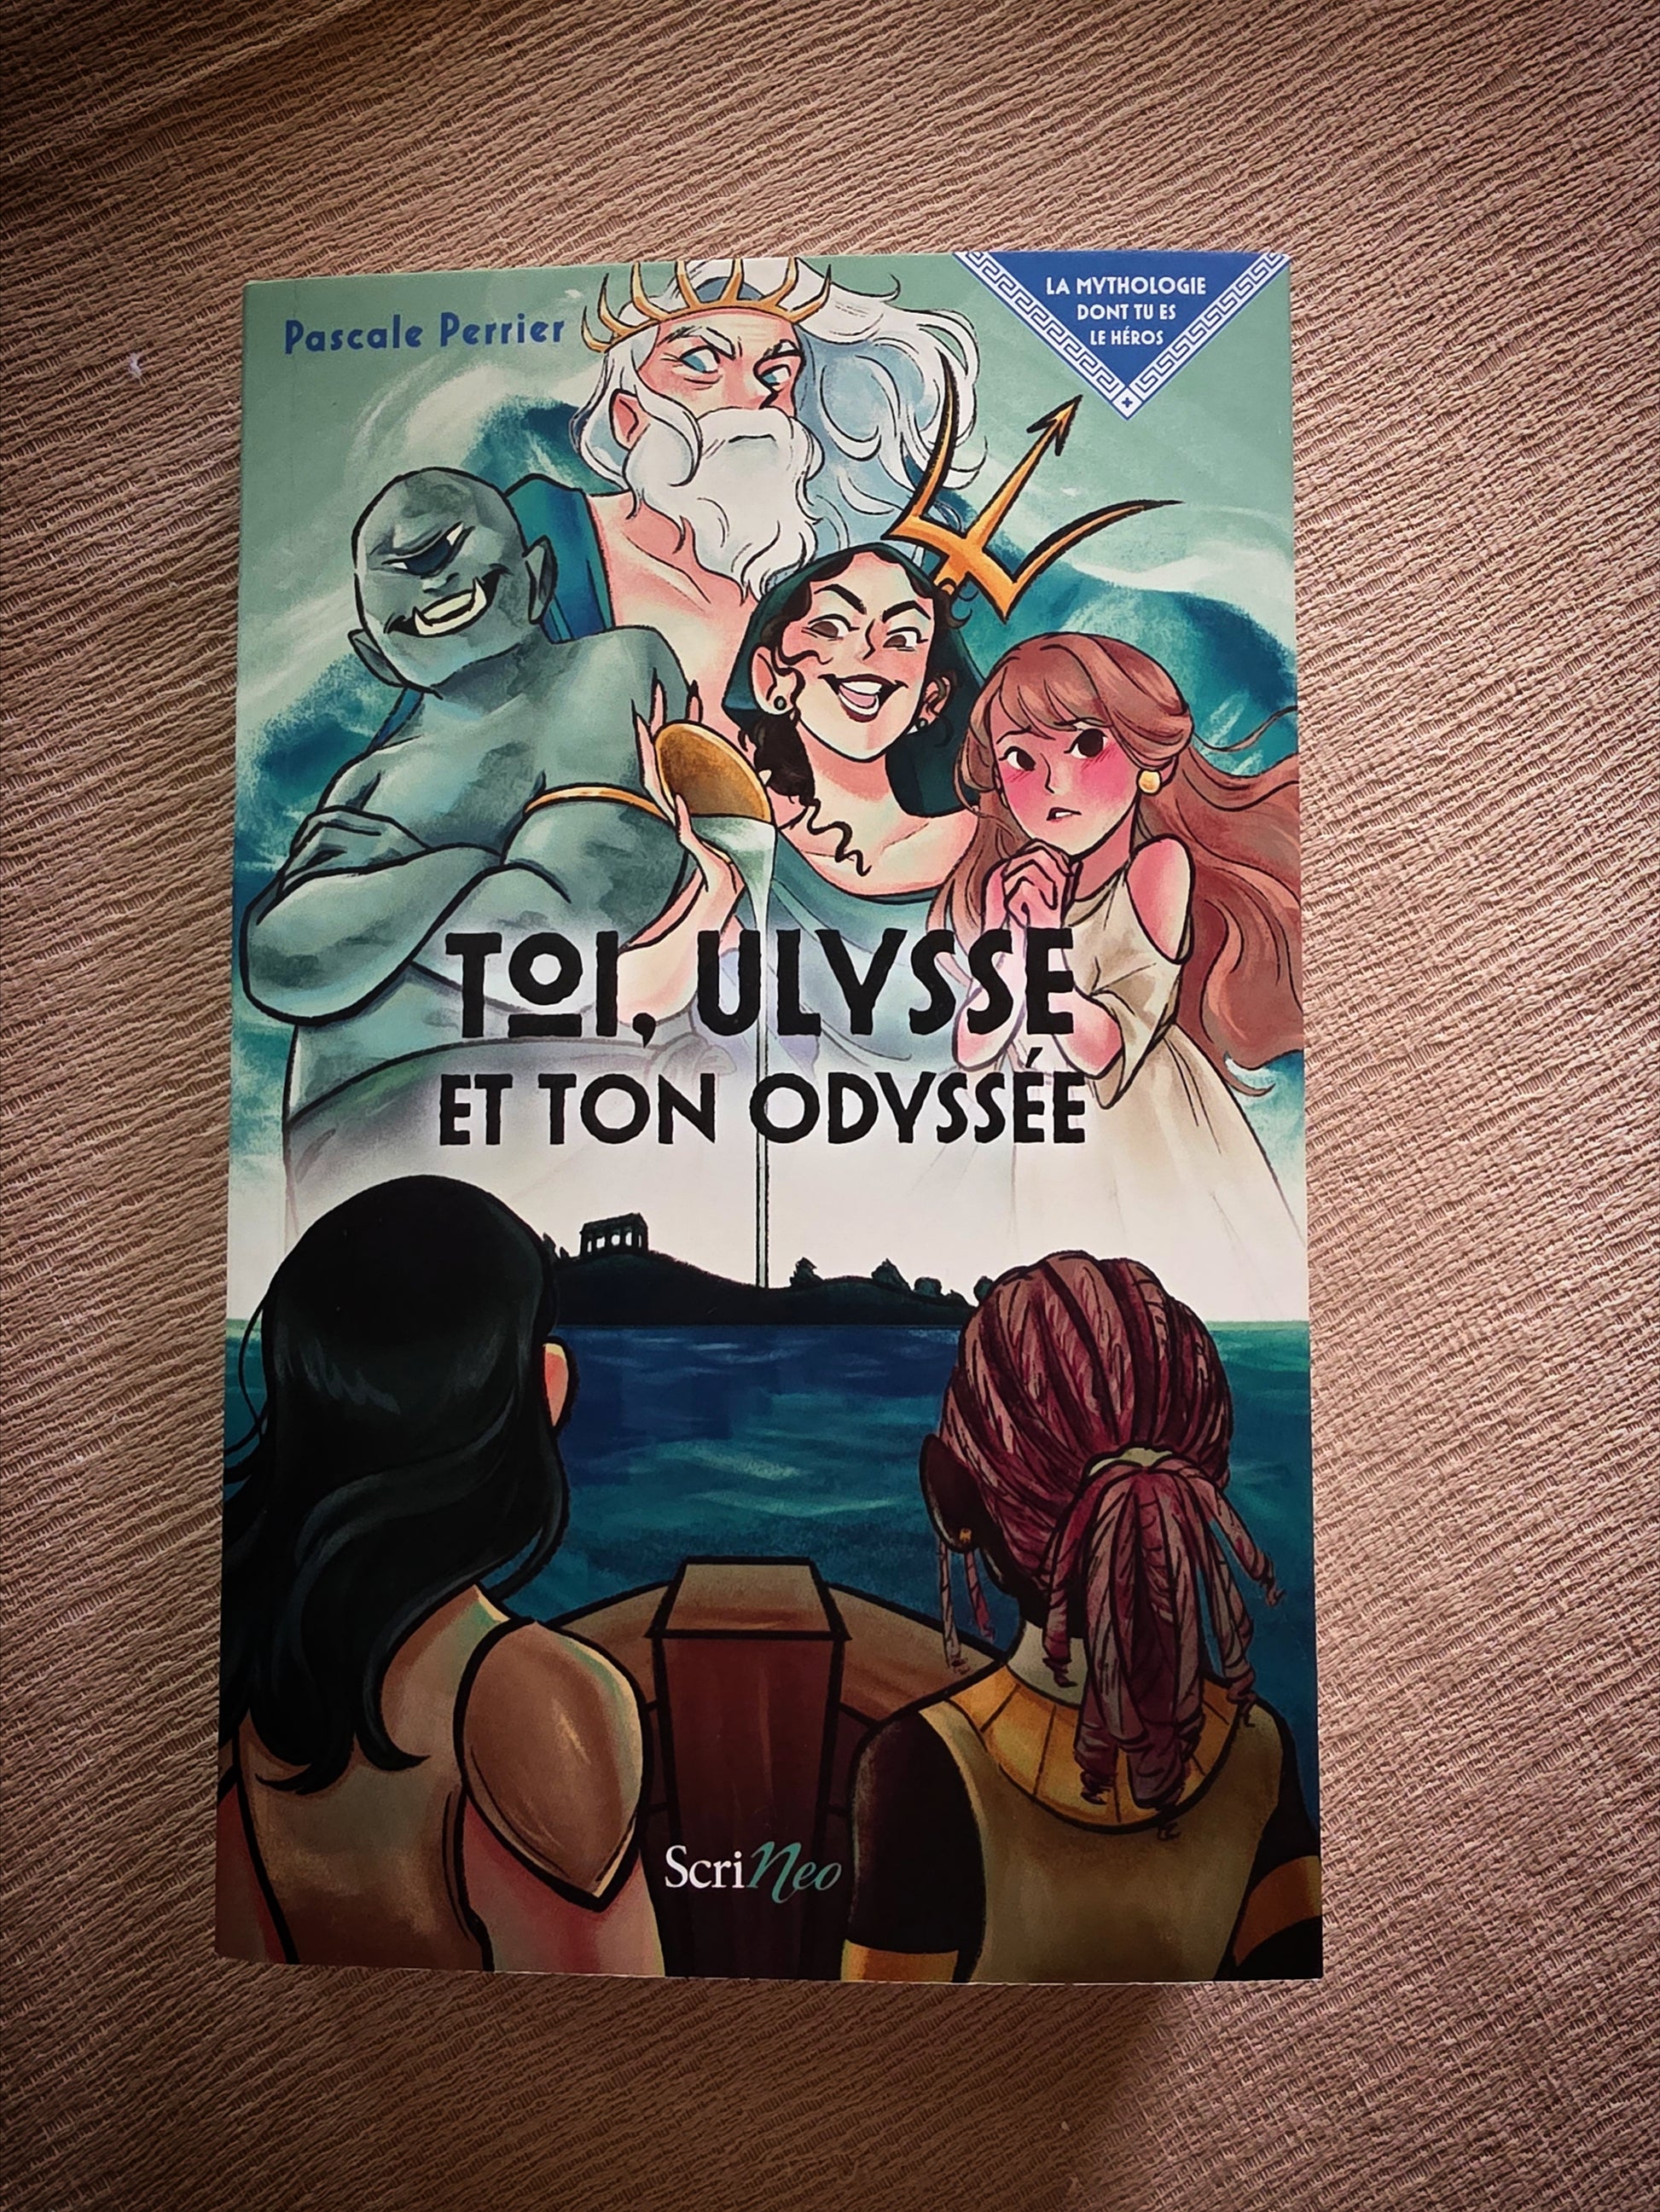 Pascale Perrier
LA MYTHOLOGIE
DONT TU ES
LE HÉROS
TOI, ULYSSE
ET TON ODYSSÉE
ScriNeo